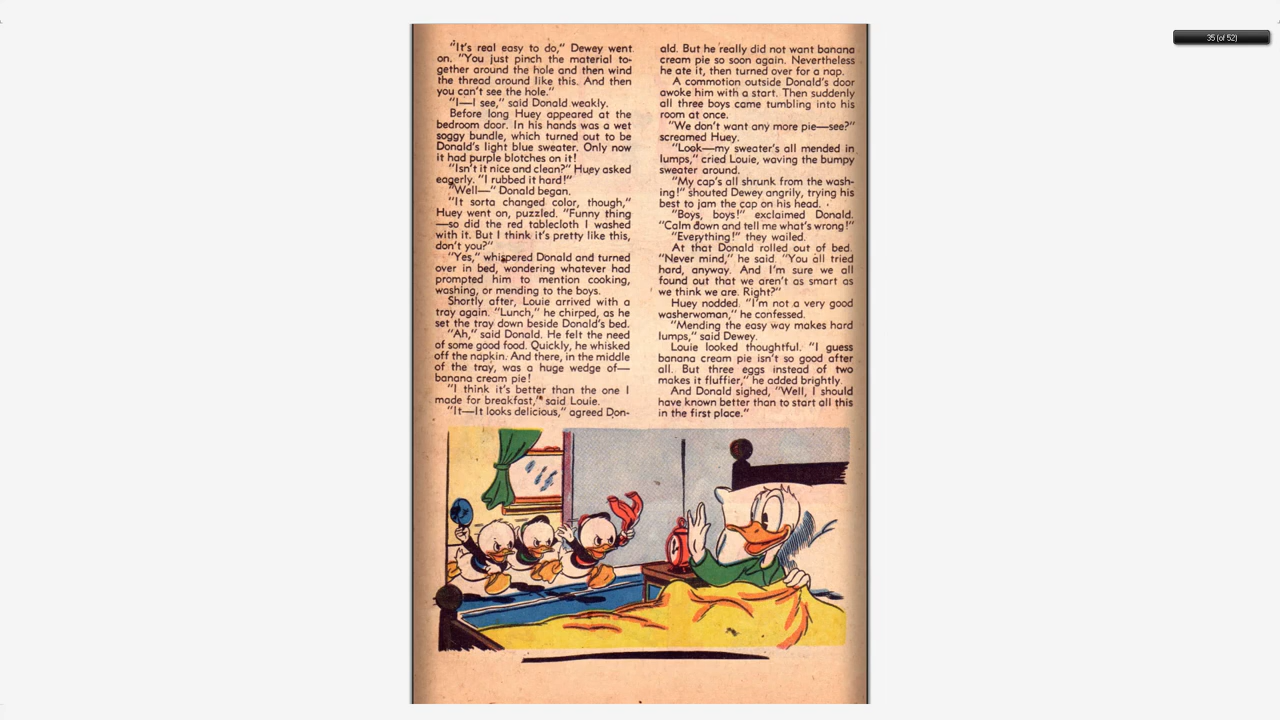 35 (of 52)
"It's real easy to do," Dewey went
on. "You just pinch the material to-
gether around the hole and then wind
the thread around like this. And then
you can't see the hole."
"I—I see," said Donald weakly.
Before long Huey appeared at the
bedroom door. In his hands was a wet
soggy bundle, which turned out to be
Donald's light blue sweater. Only now
it had purple blotches on it!
"Isn't it nice and clean?" Huey asked
eagerly. "I rubbed it hard!"
"Well—" Donald began.
"It sorta changed color, though,"
Huey went on, puzzled. "Funny thing
—so did the red tablecloth I washed
with it. But I think it's pretty like this,
don't you?"
"Yes," whispered Donald and turned
over in bed, wondering whatever had
prompted him to mention cooking,
washing, or mending to the boys.
Shortly after, Louie arrived with a
tray again. "Lunch," he chirped, as he
set the tray down beside Donald's bed.
"Ah," said Donald. He felt the need
of some good food. Quickly, he whisked
off the napkin. And there, in the middle
of the tray, was a huge wedge of—
banana cream pie!
"I think it's better than the one I
made for breakfast," said Louie.
"It—It looks delicious," agreed Don-
ald. But he really did not want banana
cream pie so soon again. Nevertheless
he ate it, then turned over for a nap.
A commotion outside Donald's door
awoke him with a start. Then suddenly
all three boys came tumbling into his
room at once.
"We don't want any more pie—see?"
screamed Huey.
"Look—my sweater's all mended in
lumps," cried Louie, waving the bumpy
sweater around.
"My cap's all shrunk from the wash-
ing!" shouted Dewey angrily, trying his
best to jam the cap on his head.
"Boys, boys!" exclaimed Donald.
"Calm down and tell me what's wrong!"
"Everything!" they wailed.
At that Donald rolled out of bed.
"Never mind," he said. "You all tried
hard, anyway. And I'm sure we all
found out that we aren't as smart as
we think we are. Right?"
Huey nodded. "I'm not a very good
washerwoman," he confessed.
"Mending the easy way makes hard
lumps," said Dewey.
Louie looked thoughtful. "I guess
banana cream pie isn't so good after
all. But three eggs instead of two
makes it fluffier," he added brightly.
And Donald sighed, "Well, I should
have known better than to start all this
in the first place."